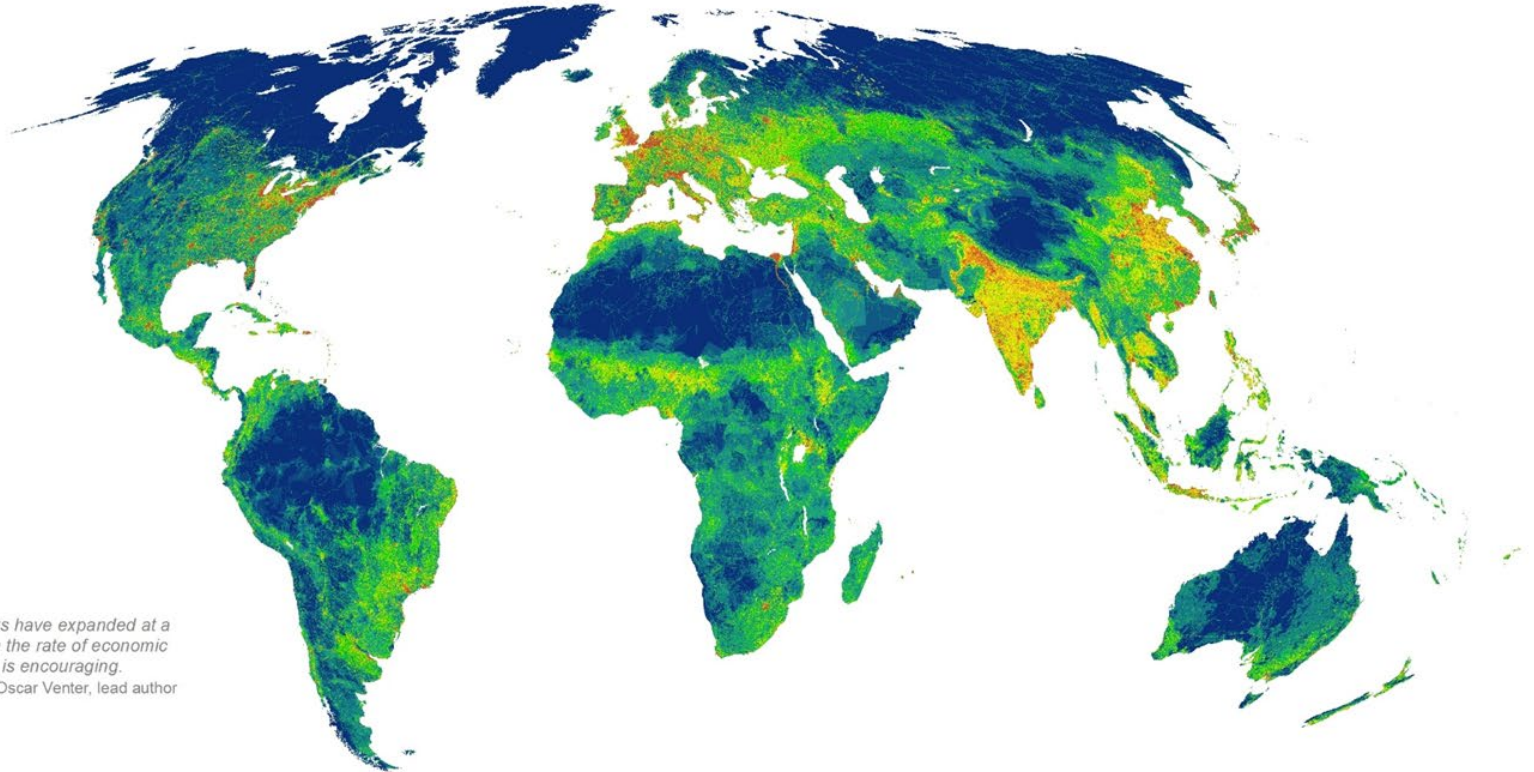 s have expanded at a
the rate of economic
is encouraging.
Oscar Venter, lead author